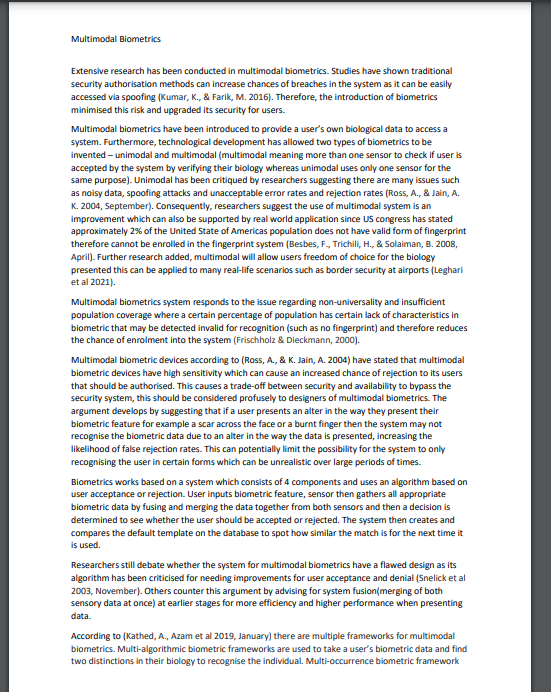 Multimodal Biometrics
Extensive research has been conducted in multimodal biometrics. Studies have shown traditional
security authorisation methods can increase chances of breaches in the system as it can be easily
accessed via spoofing (Kumar, K., & Farik, M. 2016). Therefore, the introduction of biometrics
minimised this risk and upgraded its security for users.
Multimodal biometrics have been introduced to provide a user's own biological data to access a
system. Furthermore, technological development has allowed two types of biometrics to be
invented – unimodal and multimodal (multimodal meaning more than one sensor to check if user is
accepted by the system by verifying their biology whereas unimodal uses only one sensor for the
same purpose). Unimodal has been critiqued by researchers suggesting there are many issues such
as noisy data, spoofing attacks and unacceptable error rates and rejection rates (Ross, A., & Jain, A.
K. 2004, September). Consequently, researchers suggest the use of multimodal system is an
improvement which can also be supported by real world application since US congress has stated
approximately 2% of the United State of Americas population does not have valid form of fingerprint
therefore cannot be enrolled in the fingerprint system (Besbes, F., Trichili, H., & Solaiman, B. 2008,
April). Further research added, multimodal will allow users freedom of choice for the biology
presented this can be applied to many real-life scenarios such as border security at airports (Leghari
et al 2021).
Multimodal biometrics system responds to the issue regarding non-universality and insufficient
population coverage where a certain percentage of population has certain lack of characteristics in
biometric that may be detected invalid for recognition (such as no fingerprint) and therefore reduces
the chance of enrolment into the system (Frischholz & Dieckmann, 2000).
Multimodal biometric devices according to (Ross, A., & K. Jain, A. 2004) have stated that multimodal
biometric devices have high sensitivity which can cause an increased chance of rejection to its users
that should be authorised. This causes a trade-off between security and availability to bypass the
security system, this should be considered profusely to designers of multimodal biometrics. The
argument develops by suggesting that if a user presents an alter in the way they present their
biometric feature for example a scar across the face or a burnt finger then the system may not
recognise the biometric data due to an alter in the way the data is presented, increasing the
likelihood of false rejection rates. This can potentially limit the possibility for the system to only
recognising the user in certain forms which can be unrealistic over large periods of times.
Biometrics works based on a system which consists of 4 components and uses an algorithm based on
user acceptance or rejection. User inputs biometric feature, sensor then gathers all appropriate
biometric data by fusing and merging the data together from both sensors and then a decision is
determined to see whether the user should be accepted or rejected. The system then creates and
compares the default template on the database to spot how similar the match is for the next time it
is used.
Researchers still debate whether the system for multimodal biometrics have a flawed design as its
algorithm has been criticised for needing improvements for user acceptance and denial (Snelick et al
2003, November). Others counter this argument by advising for system fusion(merging of both
sensory data at once) at earlier stages for more efficiency and higher performance when presenting
data.
According to (Kathed, A., Azam et al 2019, January) there are multiple frameworks for multimodal
biometrics. Multi-algorithmic biometric frameworks are used to take a user's biometric data and find
two distinctions in their biology to recognise the individual. Multi-occurrence biometric framework